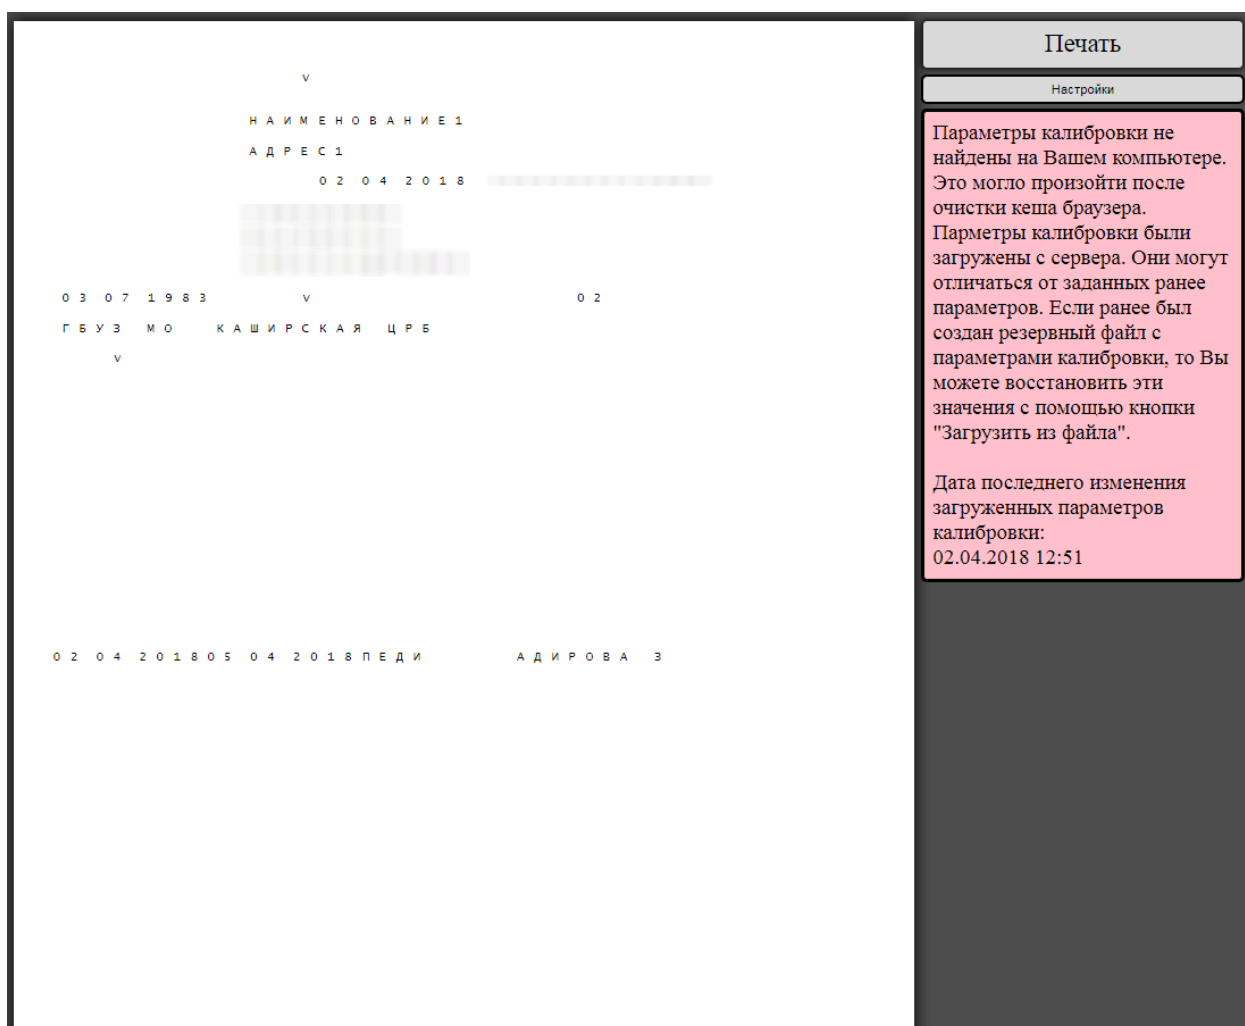 v
НАИМЕНОВАНИЕ1
АДРЕС1
02 04 2018
03 07 1983 v 02
ГБУЗ МО КАШИРСКАЯ ЦРБ
v
02 04 201805 04 2018ПЕДИ АДИРОВА З
Печать
Настройки
Параметры калибровки не
найдены на Вашем компьютере.
Это могло произойти после
очистки кеша браузера.
Парметры калибровки были
загружены с сервера. Они могут
отличаться от заданных ранее
параметров. Если ранее был
создан резервный файл с
параметрами калибровки, то Вы
можете восстановить эти
значения с помощью кнопки
"Загрузить из файла".
Дата последнего изменения
загруженных параметров
калибровки:
02.04.2018 12:51